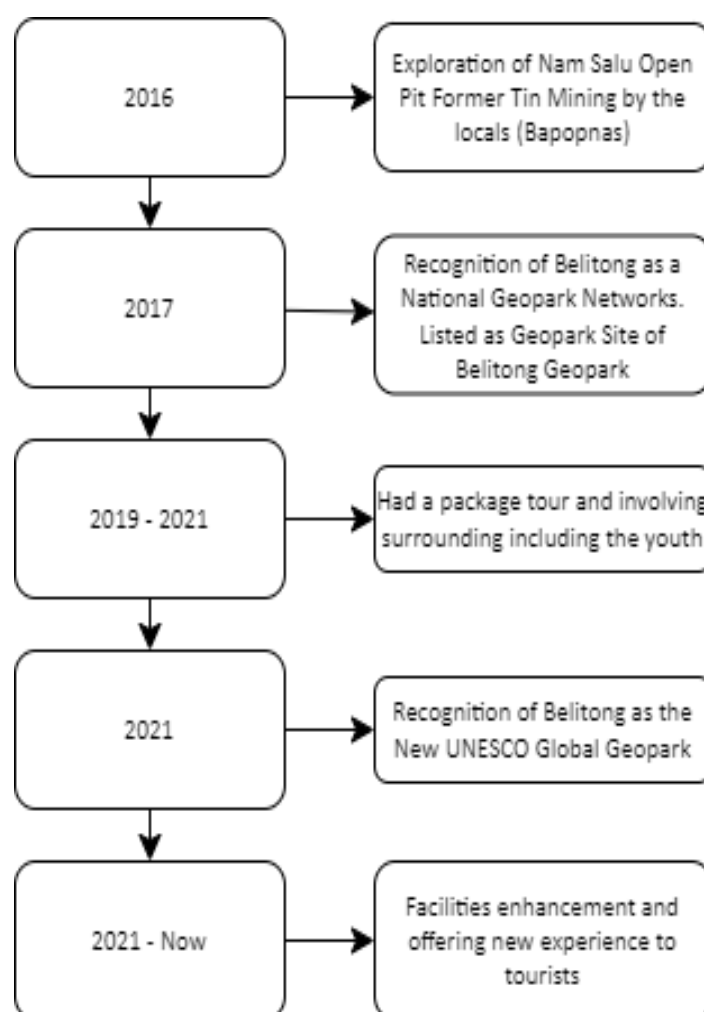 2016
Exploration of Nam Salu Open
Pit Former Tin Mining by the
locals (Bapopnas)
2017
Recognition of Belitong as a
National Geopark Networks.
Listed as Geopark Site of
Belitong Geopark
2019 - 2021
Had a package tour and involving
surrounding including the youth
2021
Recognition of Belitong as the
New UNESCO Global Geopark
2021 - Now
Facilities enhancement and
offering new experience to
tourists